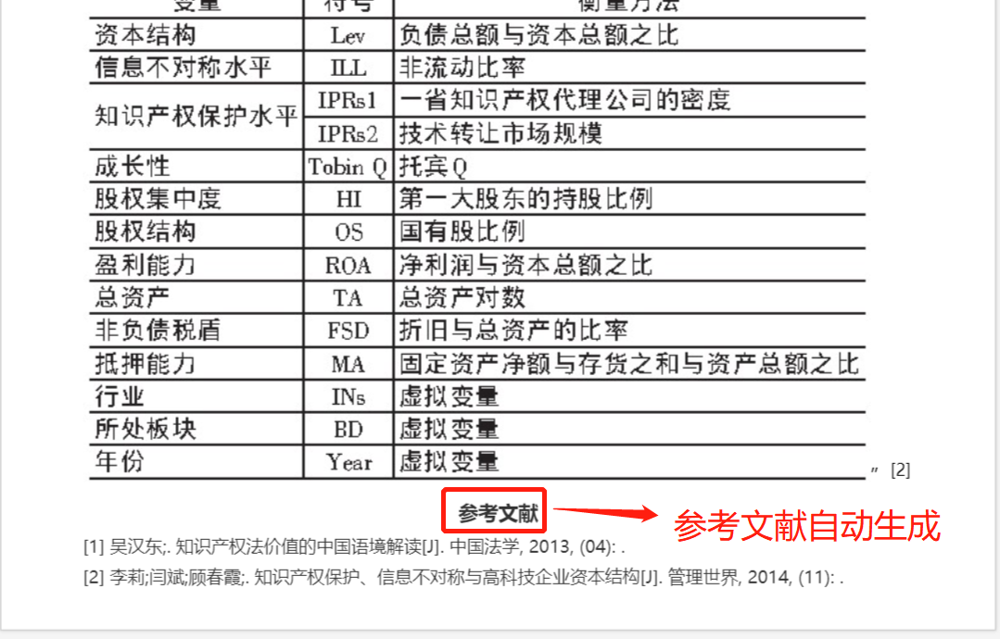 变量 符号 衡量方法
资本结构 Lev 负债总额与资本总额之比
信息不对称水平 ILL 非流动比率
知识产权保护水平 IPRs1 一省知识产权代理公司的密度
IPRs2 技术转让市场规模
成长性 Tobin Q 托宾Q
股权集中度 HI 第一大股东的持股比例
股权结构 OS 国有股比例
盈利能力 ROA 净利润与资本总额之比
总资产 TA 总资产对数
非负债税盾 FSD 折旧与总资产的比率
抵押能力 MA 固定资产净额与存货之和与资产总额之比
行业 INs 虚拟变量
所处板块 BD 虚拟变量
年份 Year 虚拟变量
” [2]
参考文献
参考文献自动生成
[1] 吴汉东;. 知识产权法价值的中国语境解读[J]. 中国法学, 2013, (04): .
[2] 李莉;闫斌;顾春霞;. 知识产权保护、信息不对称与高科技企业资本结构[J]. 管理世界, 2014, (11): .